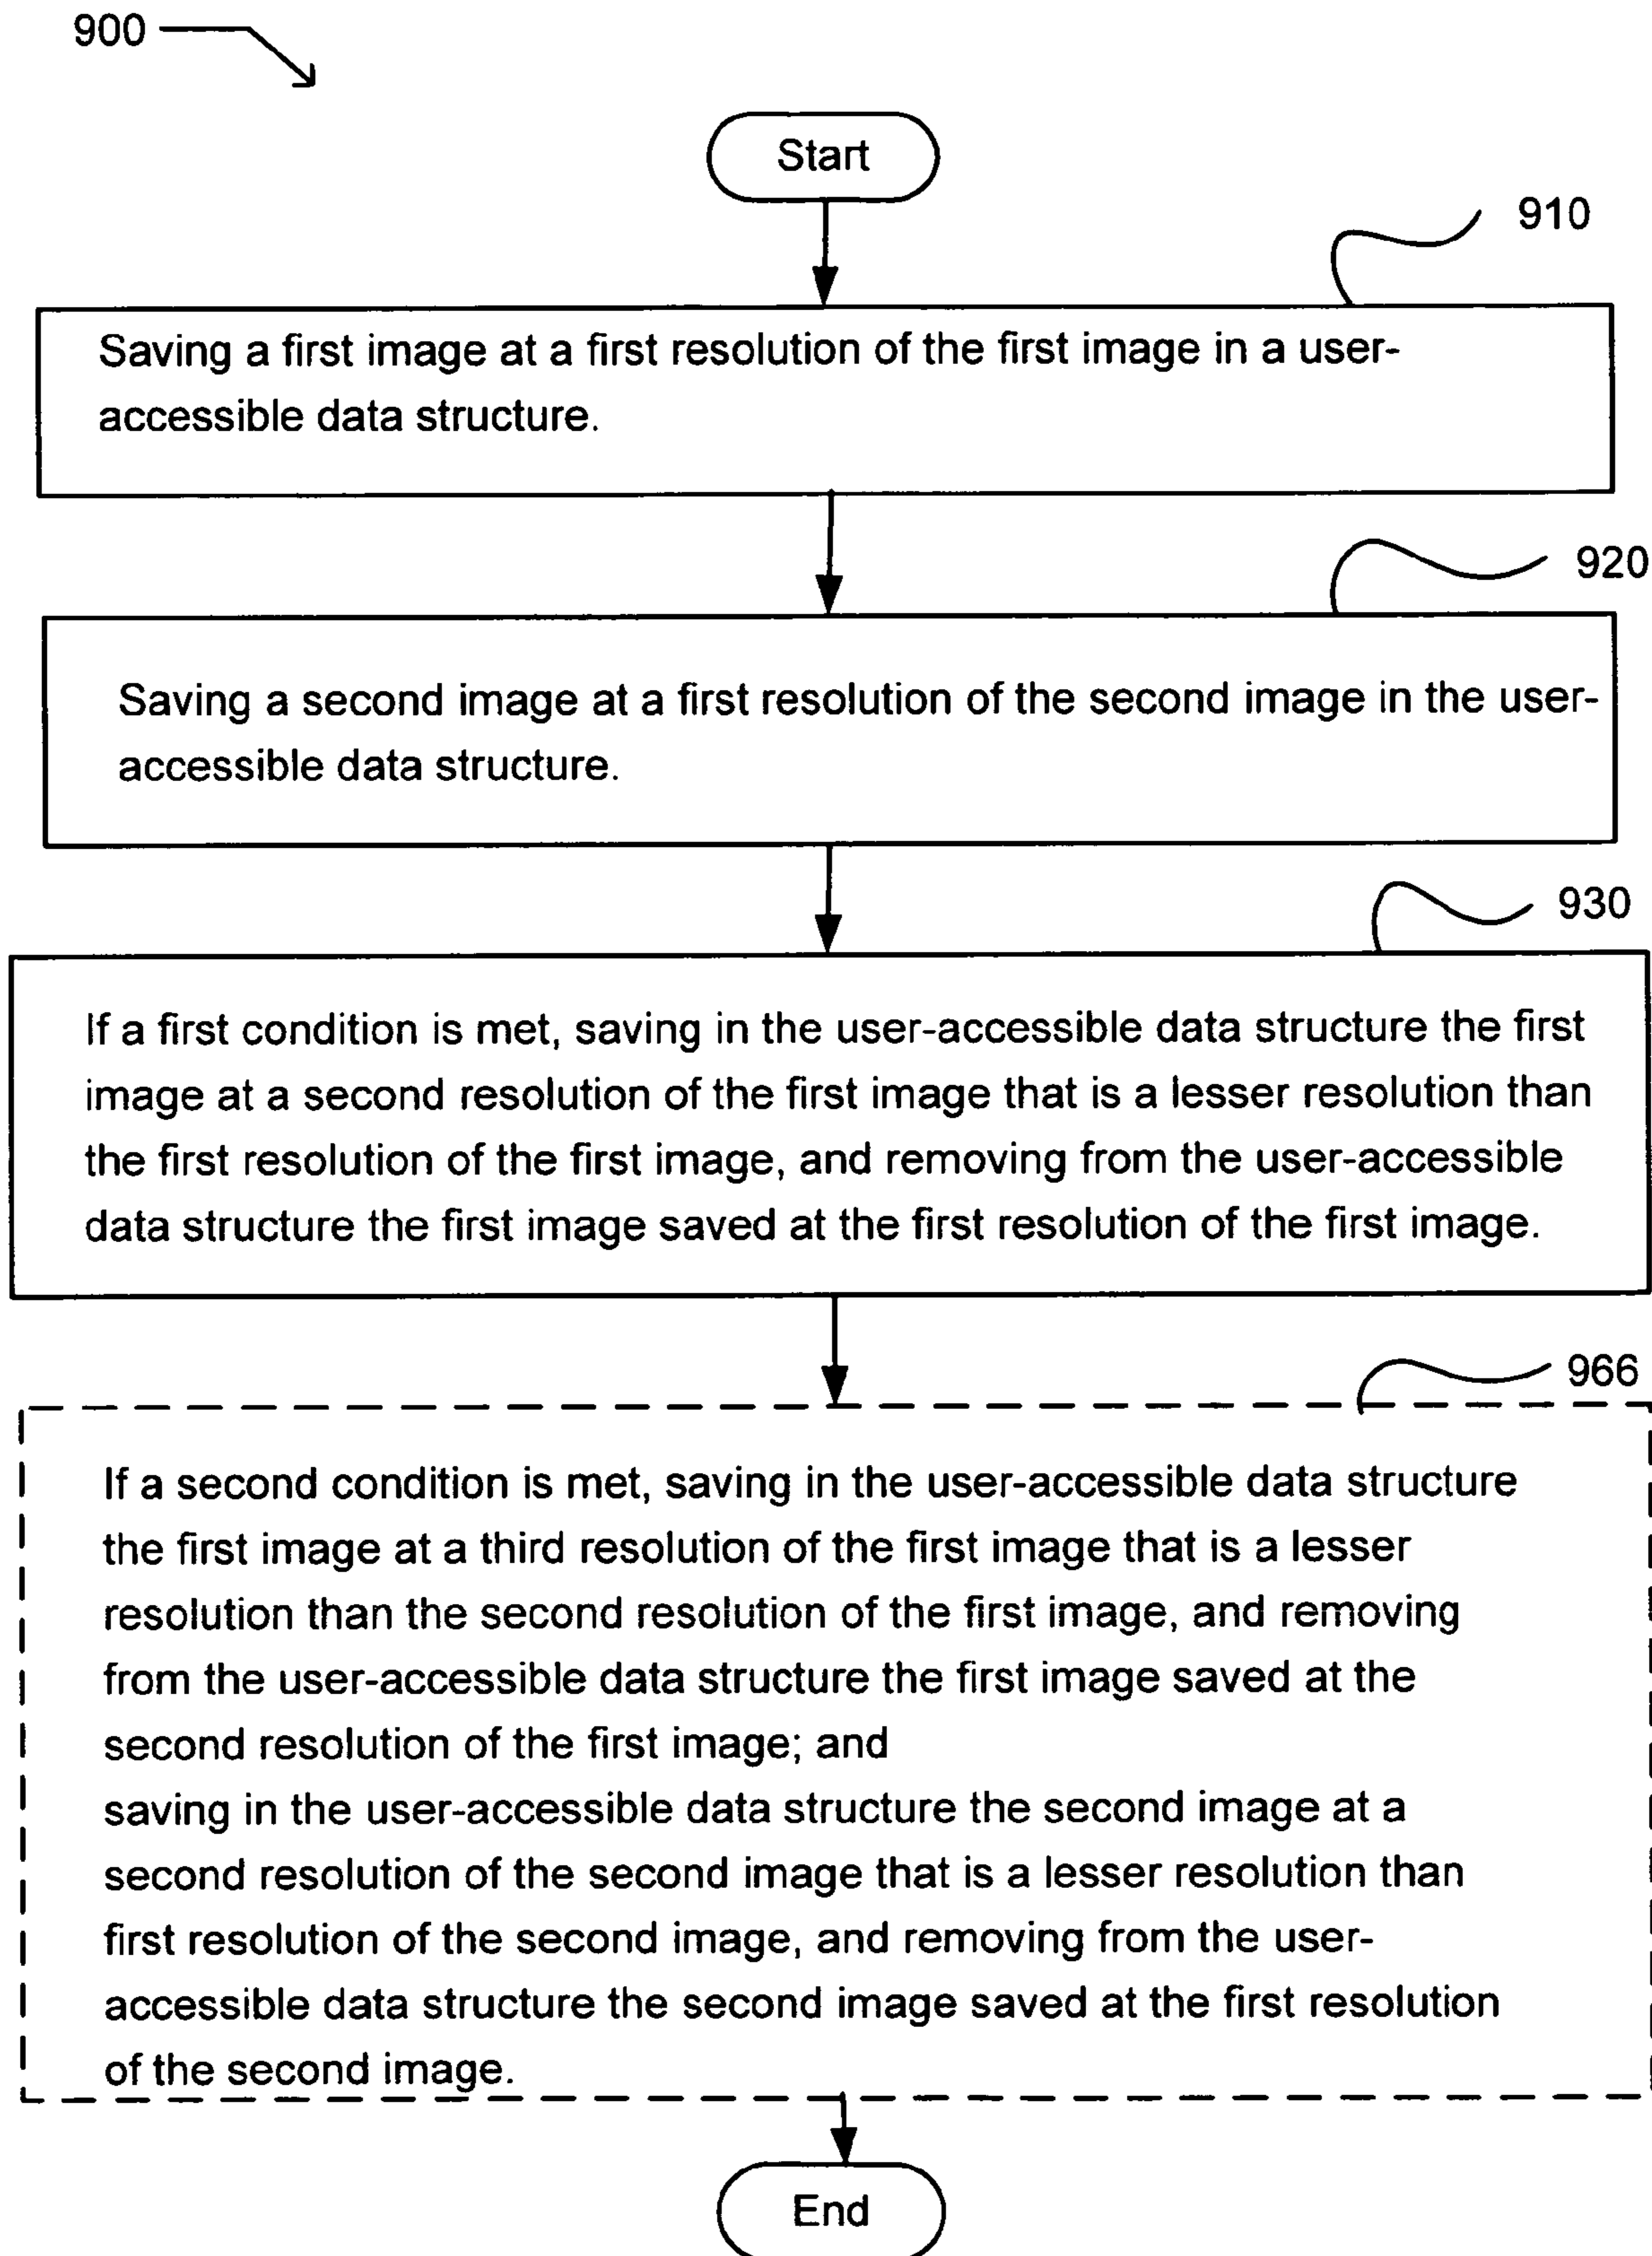 900
Start
910
Saving a first image at a first resolution of the first image in a user-
accessible data structure.
920
Saving a second image at a first resolution of the second image in the user-
accessible data structure.
930
If a first condition is met, saving in the user-accessible data structure the first
image at a second resolution of the first image that is a lesser resolution than
the first resolution of the first image, and removing from the user-accessible
data structure the first image saved at the first resolution of the first image.
966
If a second condition is met, saving in the user-accessible data structure
the first image at a third resolution of the first image that is a lesser
resolution than the second resolution of the first image, and removing
from the user-accessible data structure the first image saved at the
second resolution of the first image; and
saving in the user-accessible data structure the second image at a
second resolution of the second image that is a lesser resolution than
first resolution of the second image, and removing from the user-
accessible data structure the second image saved at the first resolution
of the second image.
End